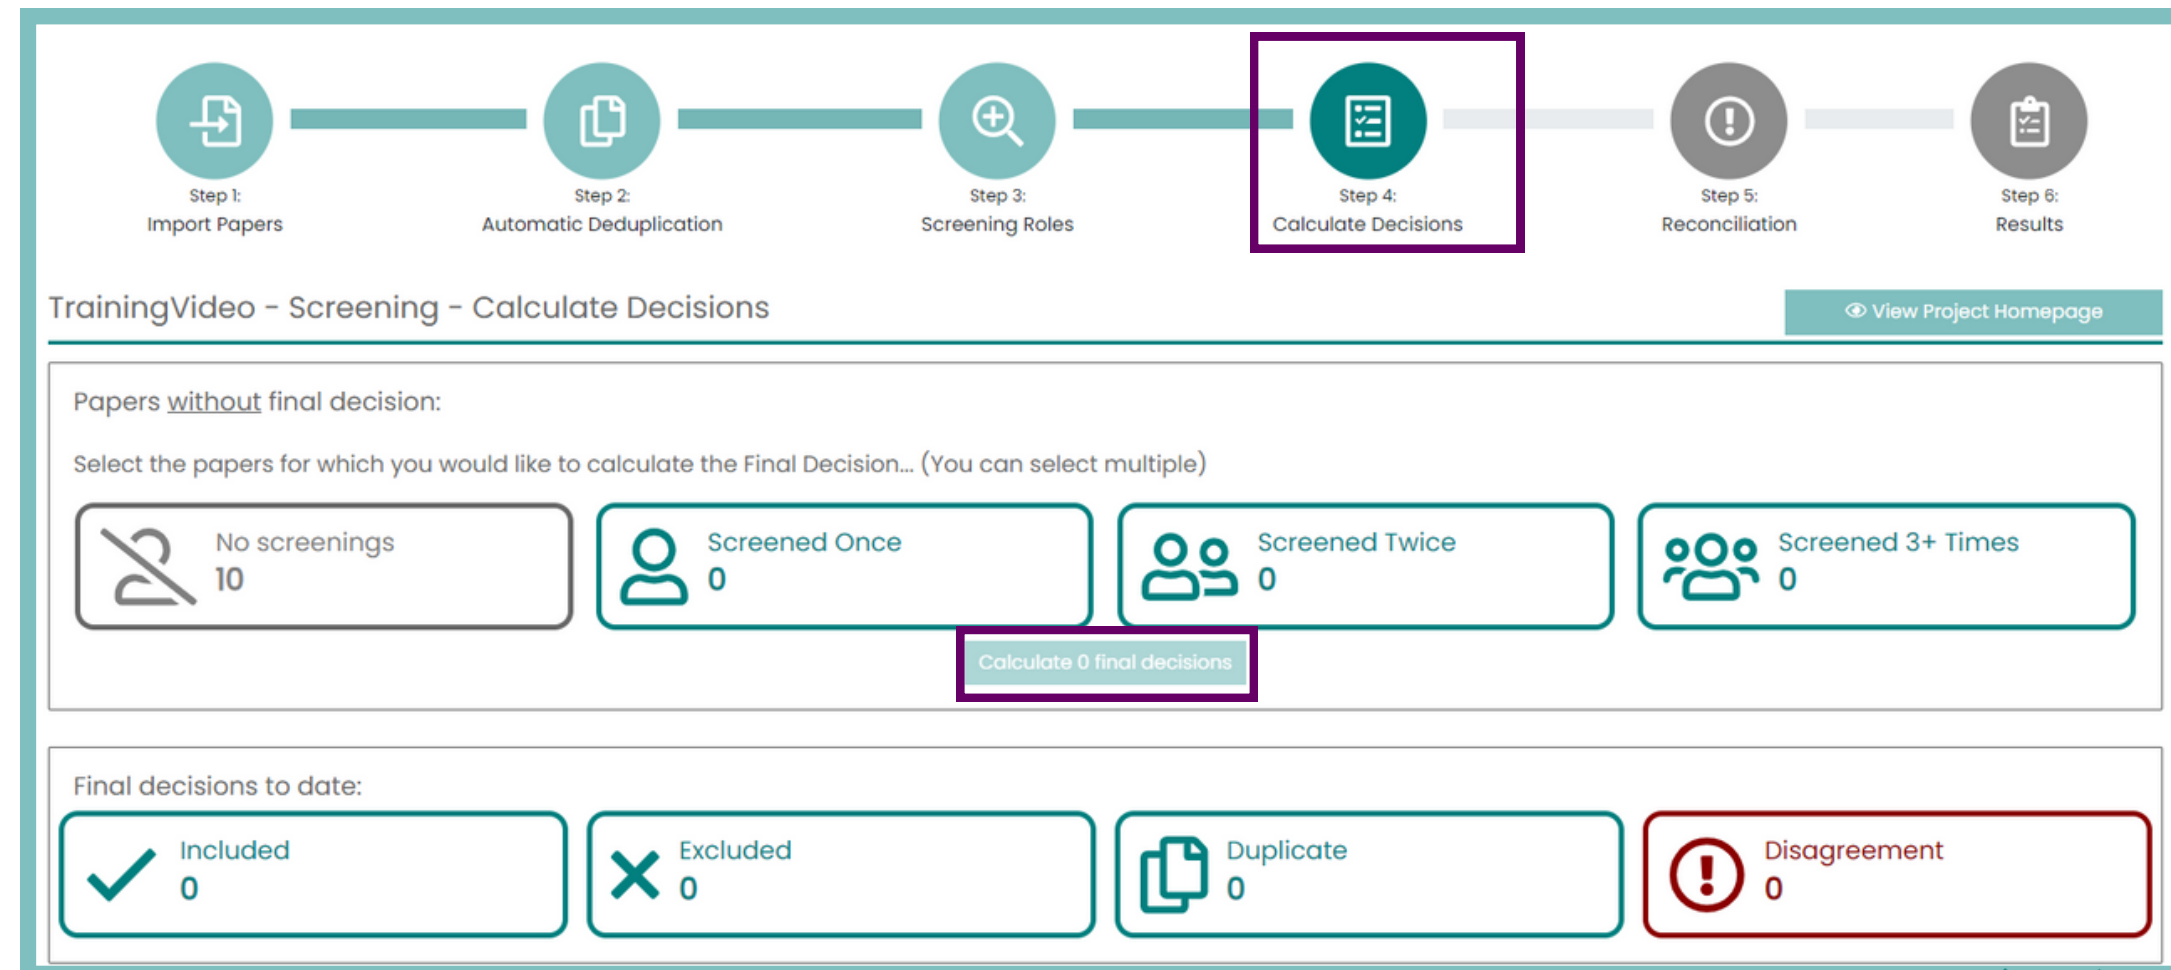 Step 1:
Import Papers
Step 2:
Automatic Deduplication
Step 3:
Screening Roles
Step 4:
Calculate Decisions
Step 5:
Reconciliation
Step 6:
Results
TrainingVideo - Screening - Calculate Decisions
View Project Homepage
Papers without final decision:
Select the papers for which you would like to calculate the Final Decision... (You can select multiple)
No screenings
10
Screened Once
0
Screened Twice
0
Screened 3+ Times
0
Calculate 0 final decisions
Final decisions to date:
Included
0
Excluded
0
Duplicate
0
Disagreement
0